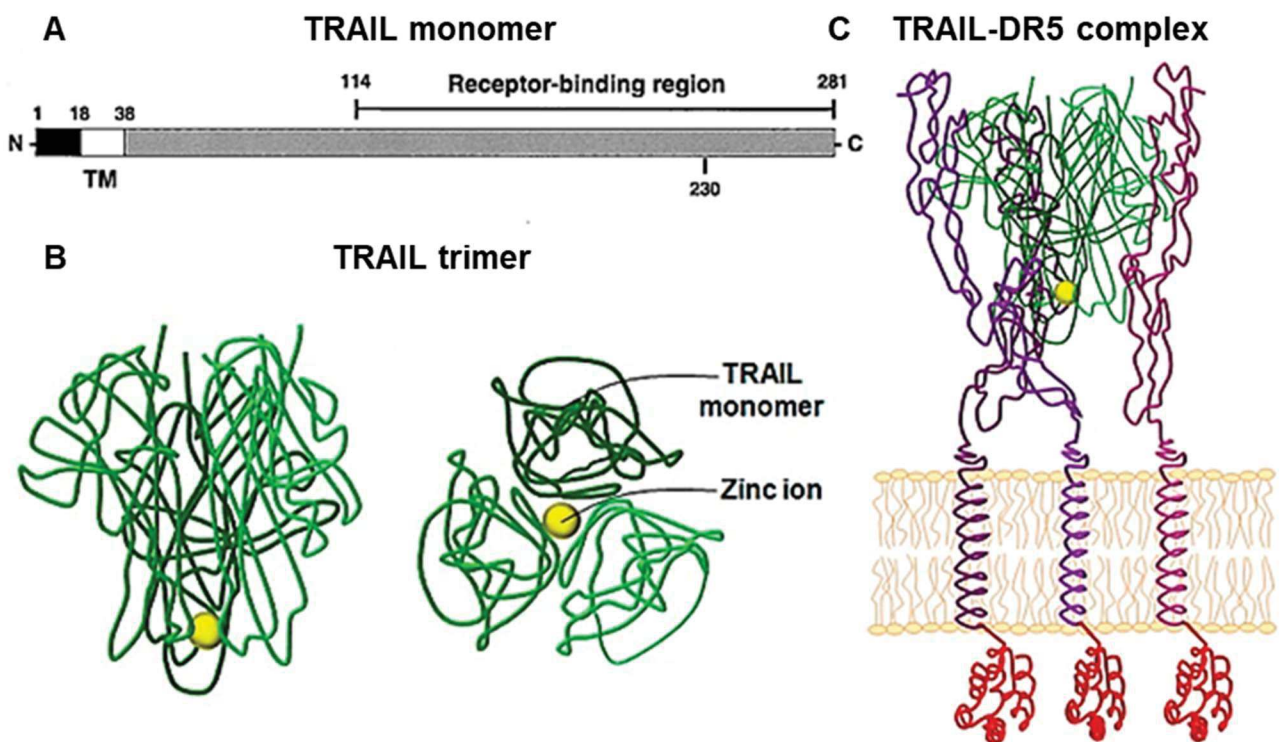 A
TRAIL monomer
114
Receptor-binding region
281
1
18
38
N
C
TM
230
B
TRAIL trimer
TRAIL
monomer
Zinc ion
C
TRAIL-DR5 complex